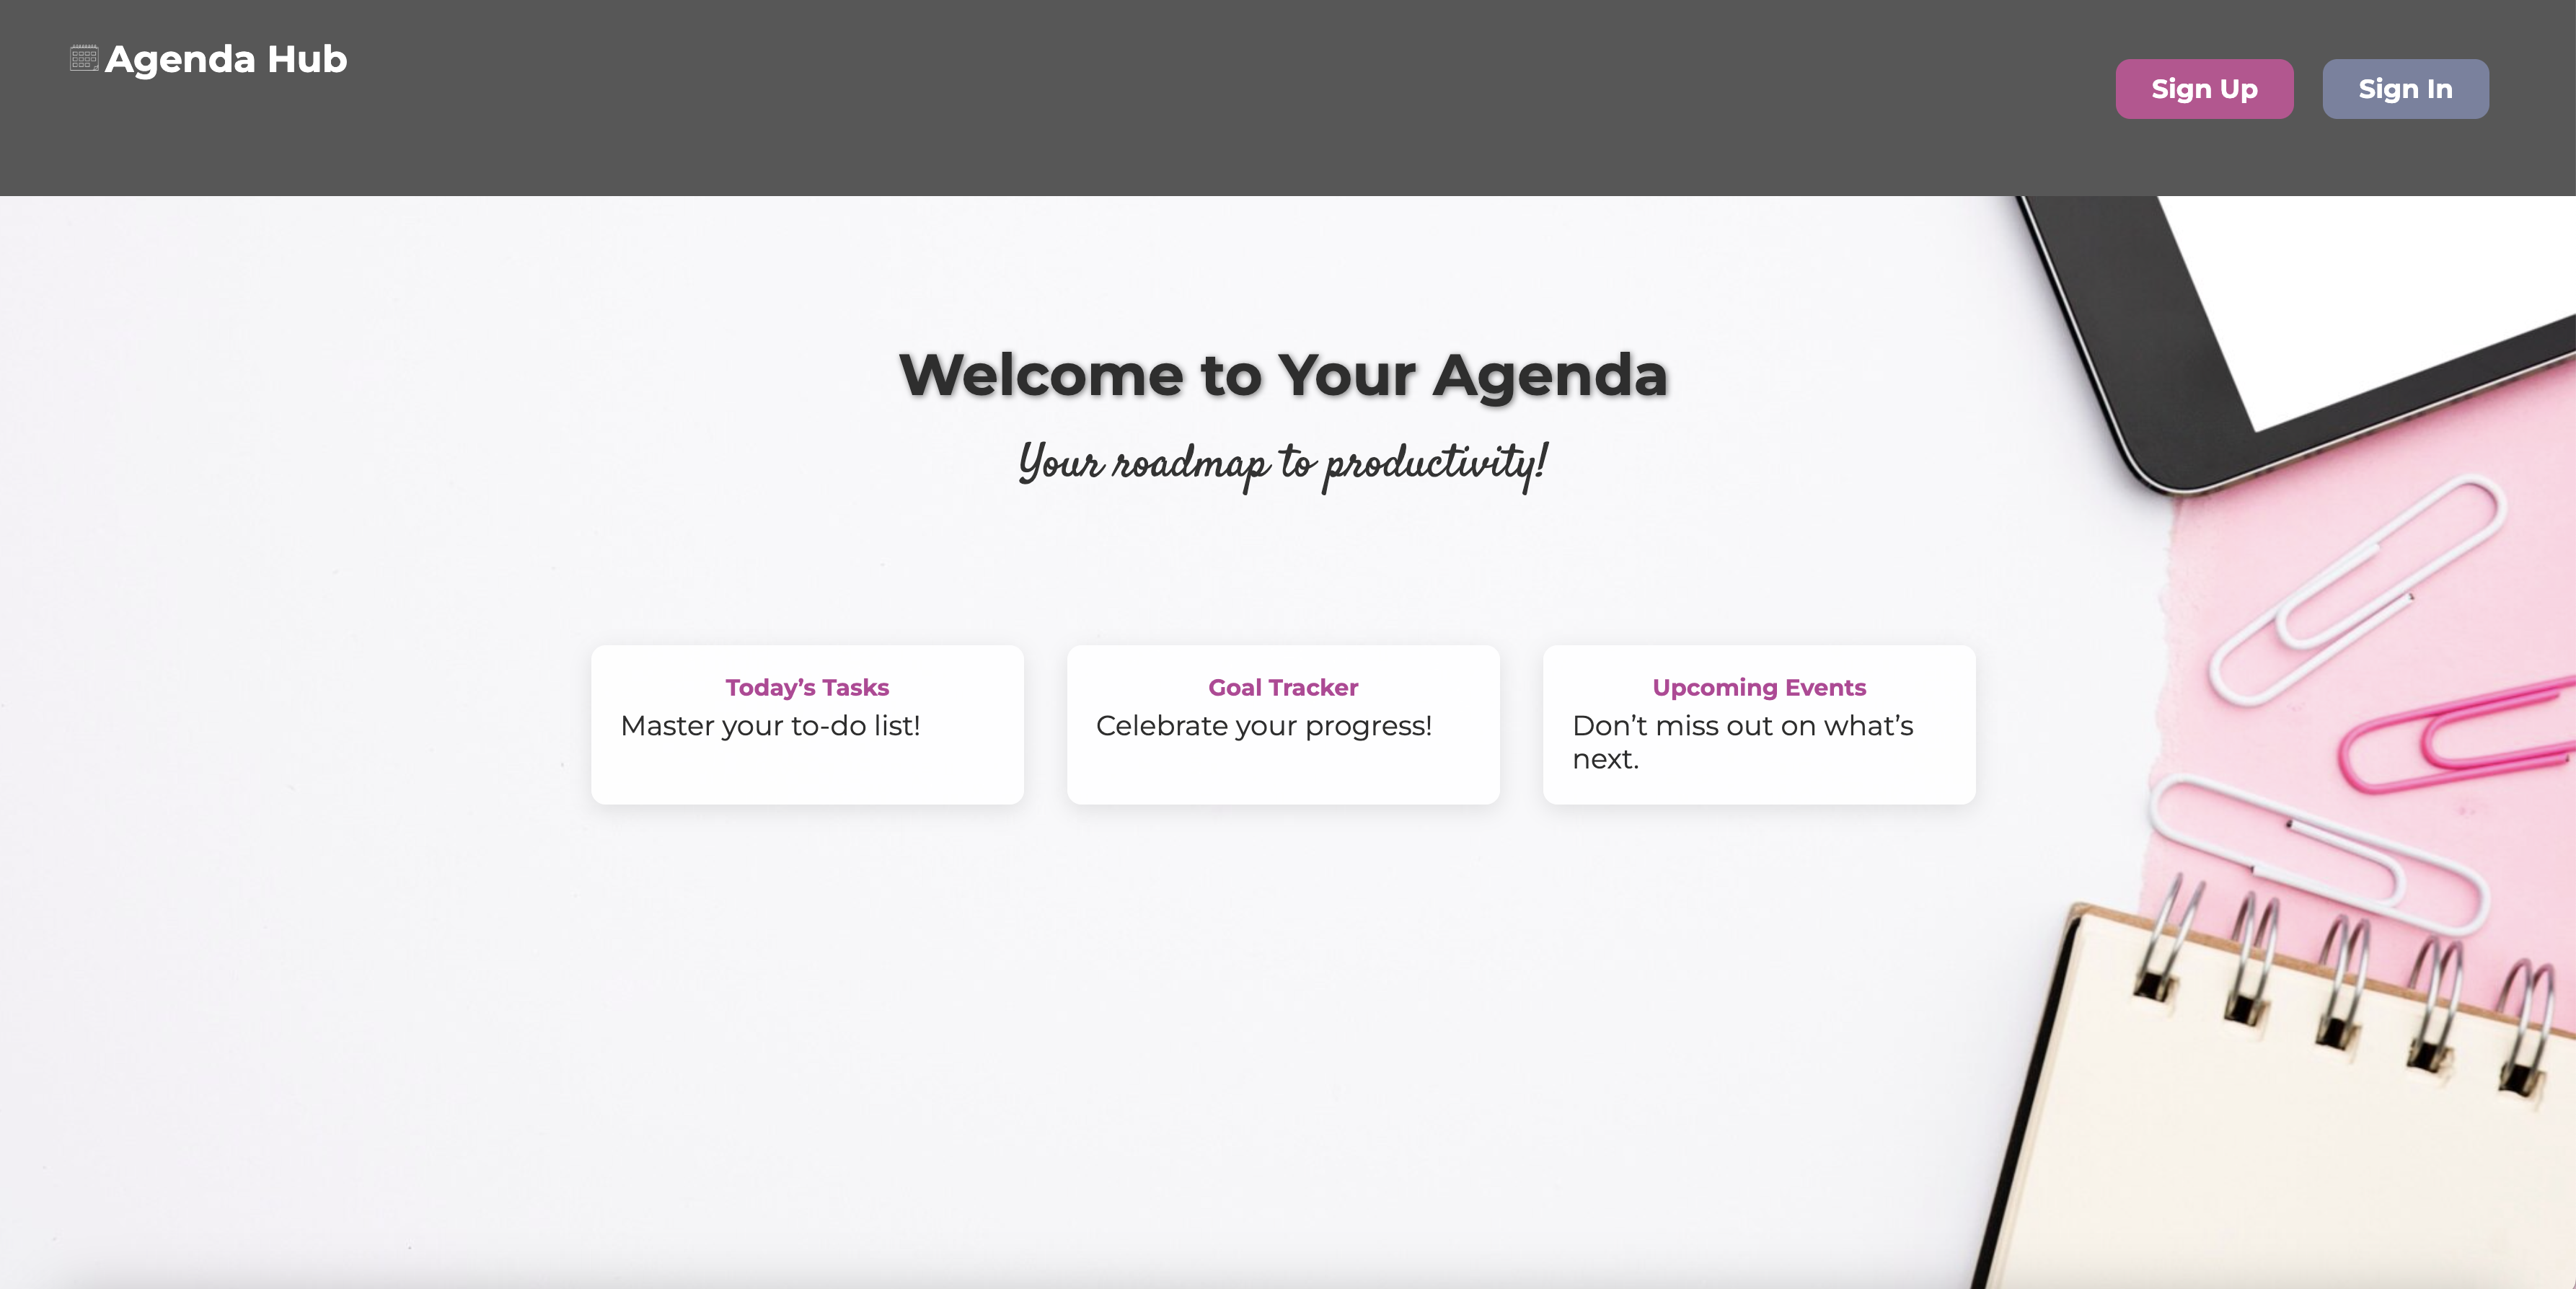 Agenda Hub
Sign Up
Sign In
Welcome to Your Agenda
Your roadmap to productivity!
Today’s Tasks
Master your to-do list!
Goal Tracker
Celebrate your progress!
Upcoming Events
Don’t miss out on what’s
next.